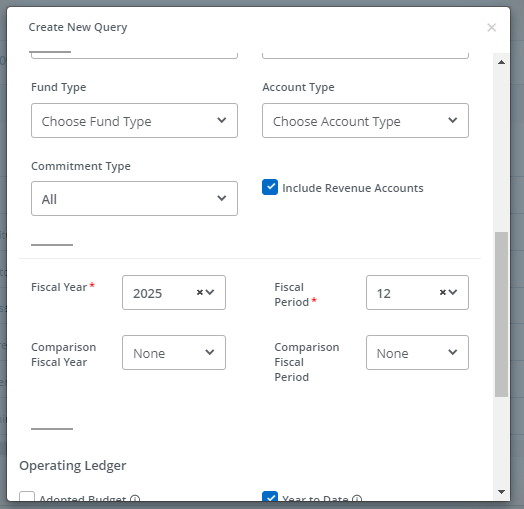 Create New Query
×
Fund Type
Account Type
Choose Fund Type
Choose Account Type
Commitment Type
All
Include Revenue Accounts
Fiscal Year *
2025
×
Fiscal
Period *
12
×
Comparison
Fiscal Year
None
Comparison
Fiscal
Period
None
Operating Ledger
Adopted Budget
Year to Date